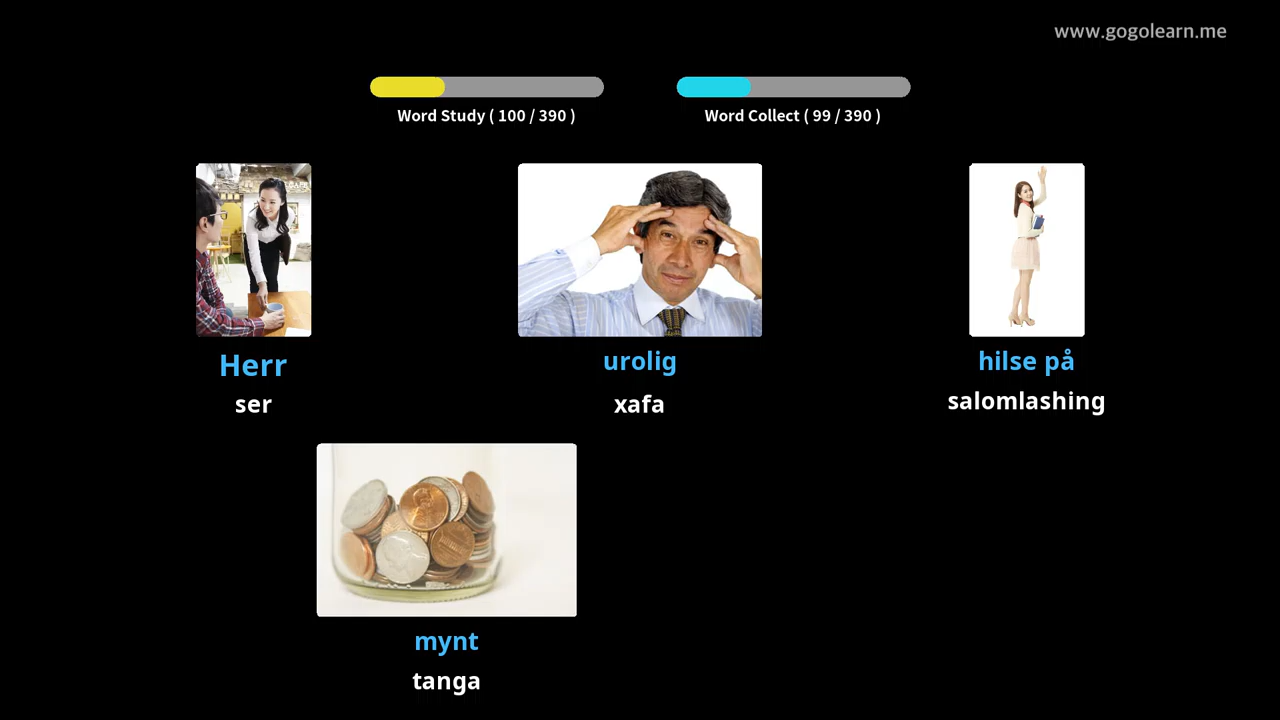 www.gogolearn.me
Word Study ( 100 / 390 )
Word Collect ( 99 / 390 )
Herr
ser
urolig
xafa
hilse på
salomlashing
mynt
tanga